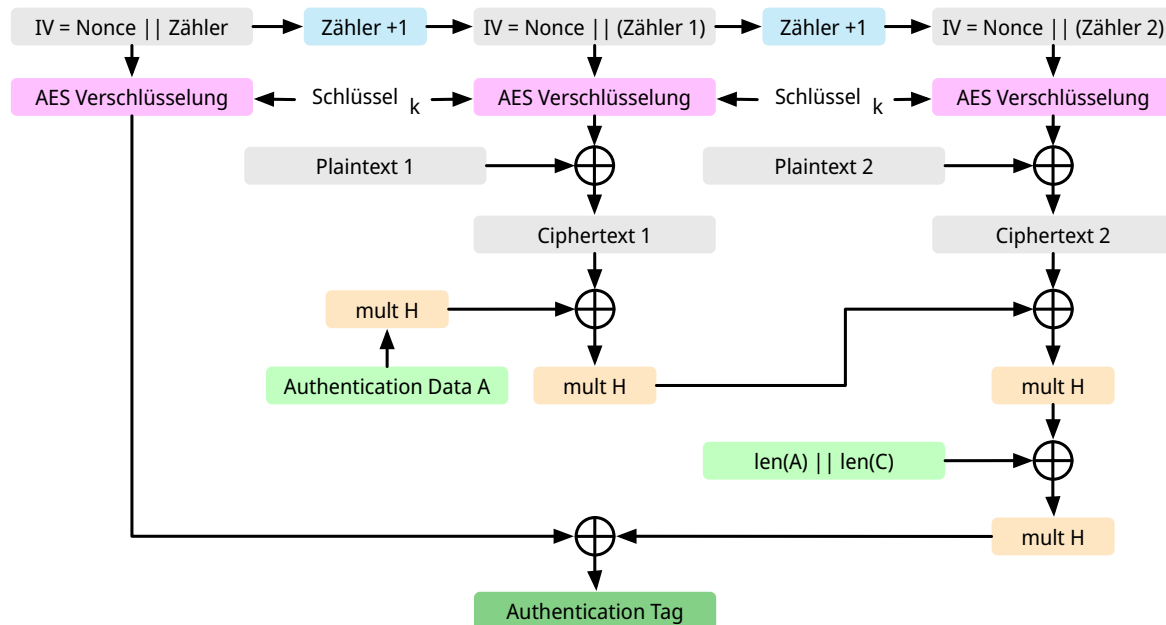 IV = Nonce || Zähler
Zähler +1
IV = Nonce || (Zähler 1)
Zähler +1
IV = Nonce || (Zähler 2)
AES Verschlüsselung
Schlüssel k
AES Verschlüsselung
Schlüssel k
AES Verschlüsselung
Plaintext 1
Plaintext 2
Ciphertext 1
Ciphertext 2
mult H
Authentication Data A
mult H
mult H
len(A) || len(C)
mult H
Authentication Tag